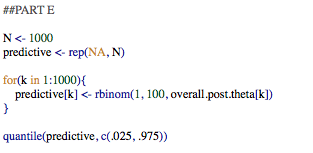 ##PART E
N <- 1000
predictive <- rep(NA, N)
for(k in 1:1000){
predictive[k] <- rbinom(1, 100, overall.post.theta[k])
}
quantile(predictive, c(.025, .975))